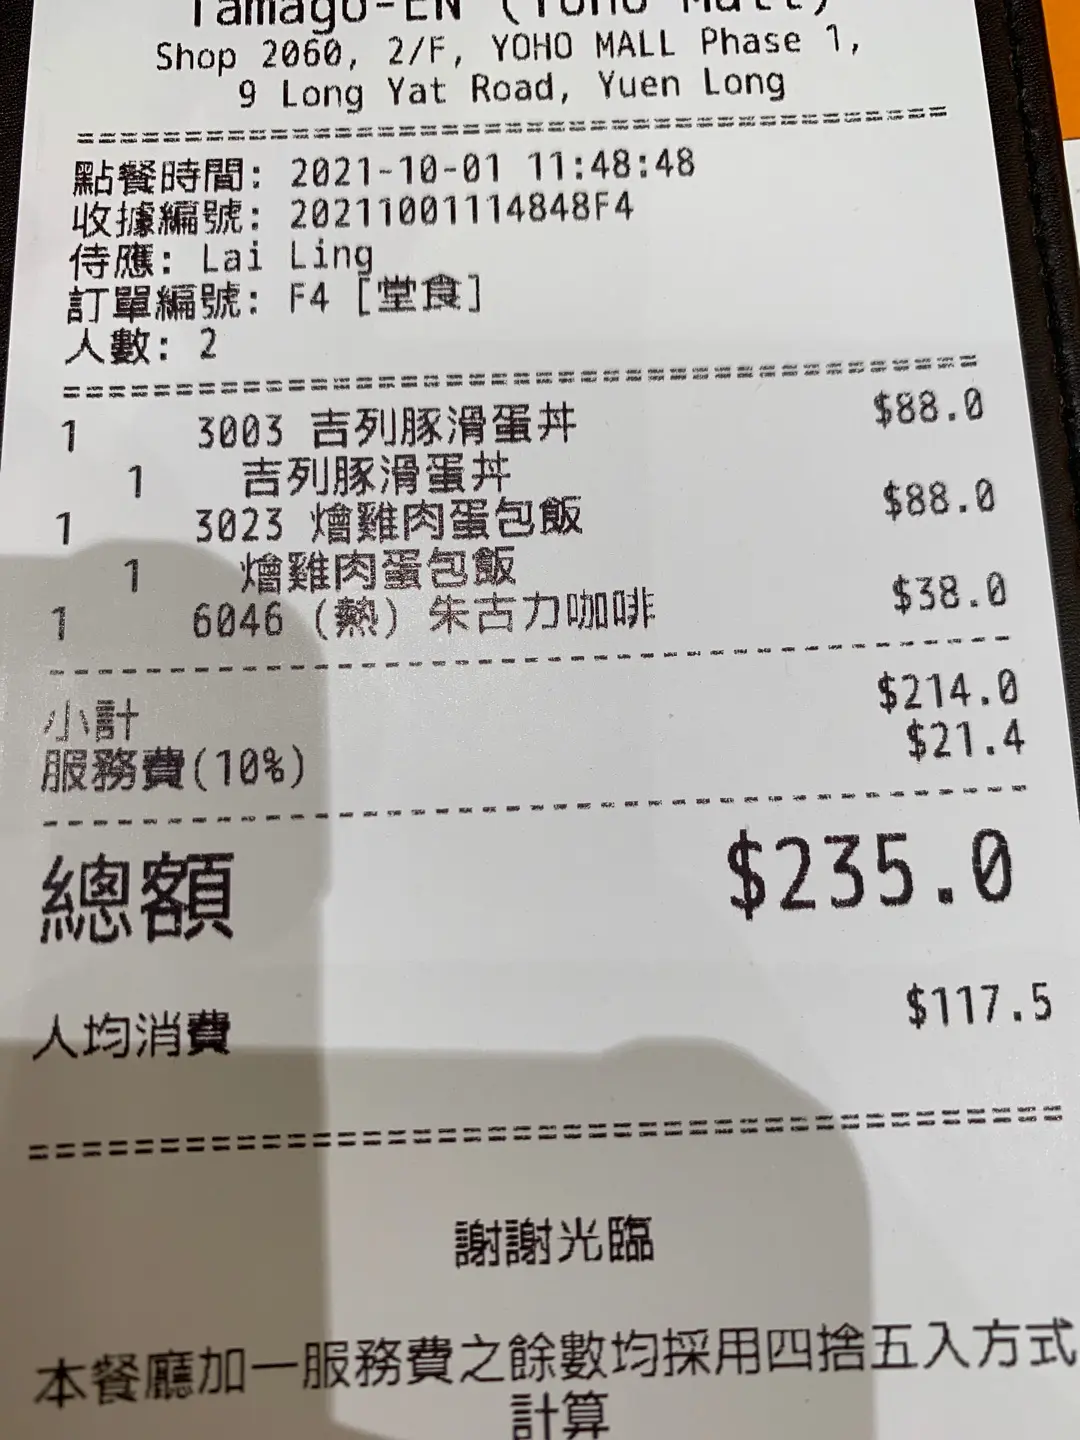 Tamago-EN (Yoho Mall)
Shop 2060, 2/F, YOHO MALL Phase 1,
9 Long Yat Road, Yuen Long
點餐時間: 2021-10-01 11:48:48
收據編號: 20211001114848F4
侍應: Lai Ling
訂單編號: F4 [堂食]
人數: 2
1 3003 吉列豚滑蛋丼 $88.0
1 吉列豚滑蛋丼
1 3023 燴雞肉蛋包飯 $88.0
1 燴雞肉蛋包飯
1 6046 (熱) 朱古力咖啡 $38.0
小計 $214.0
服務費(10%) $21.4
總額 $235.0
人均消費 $117.5
謝謝光臨
本餐廳加一服務費之餘數均採用四捨五入方式
計算